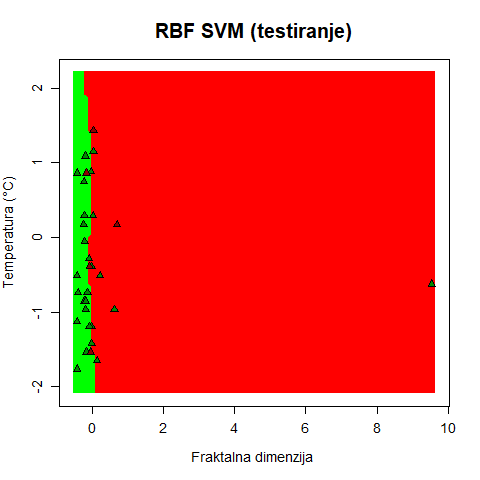 RBF SVM (testiranje)
Temperatura (°C)
2
1
0
-1
-2
0 2 4 6 8 10
Fraktalna dimenzija